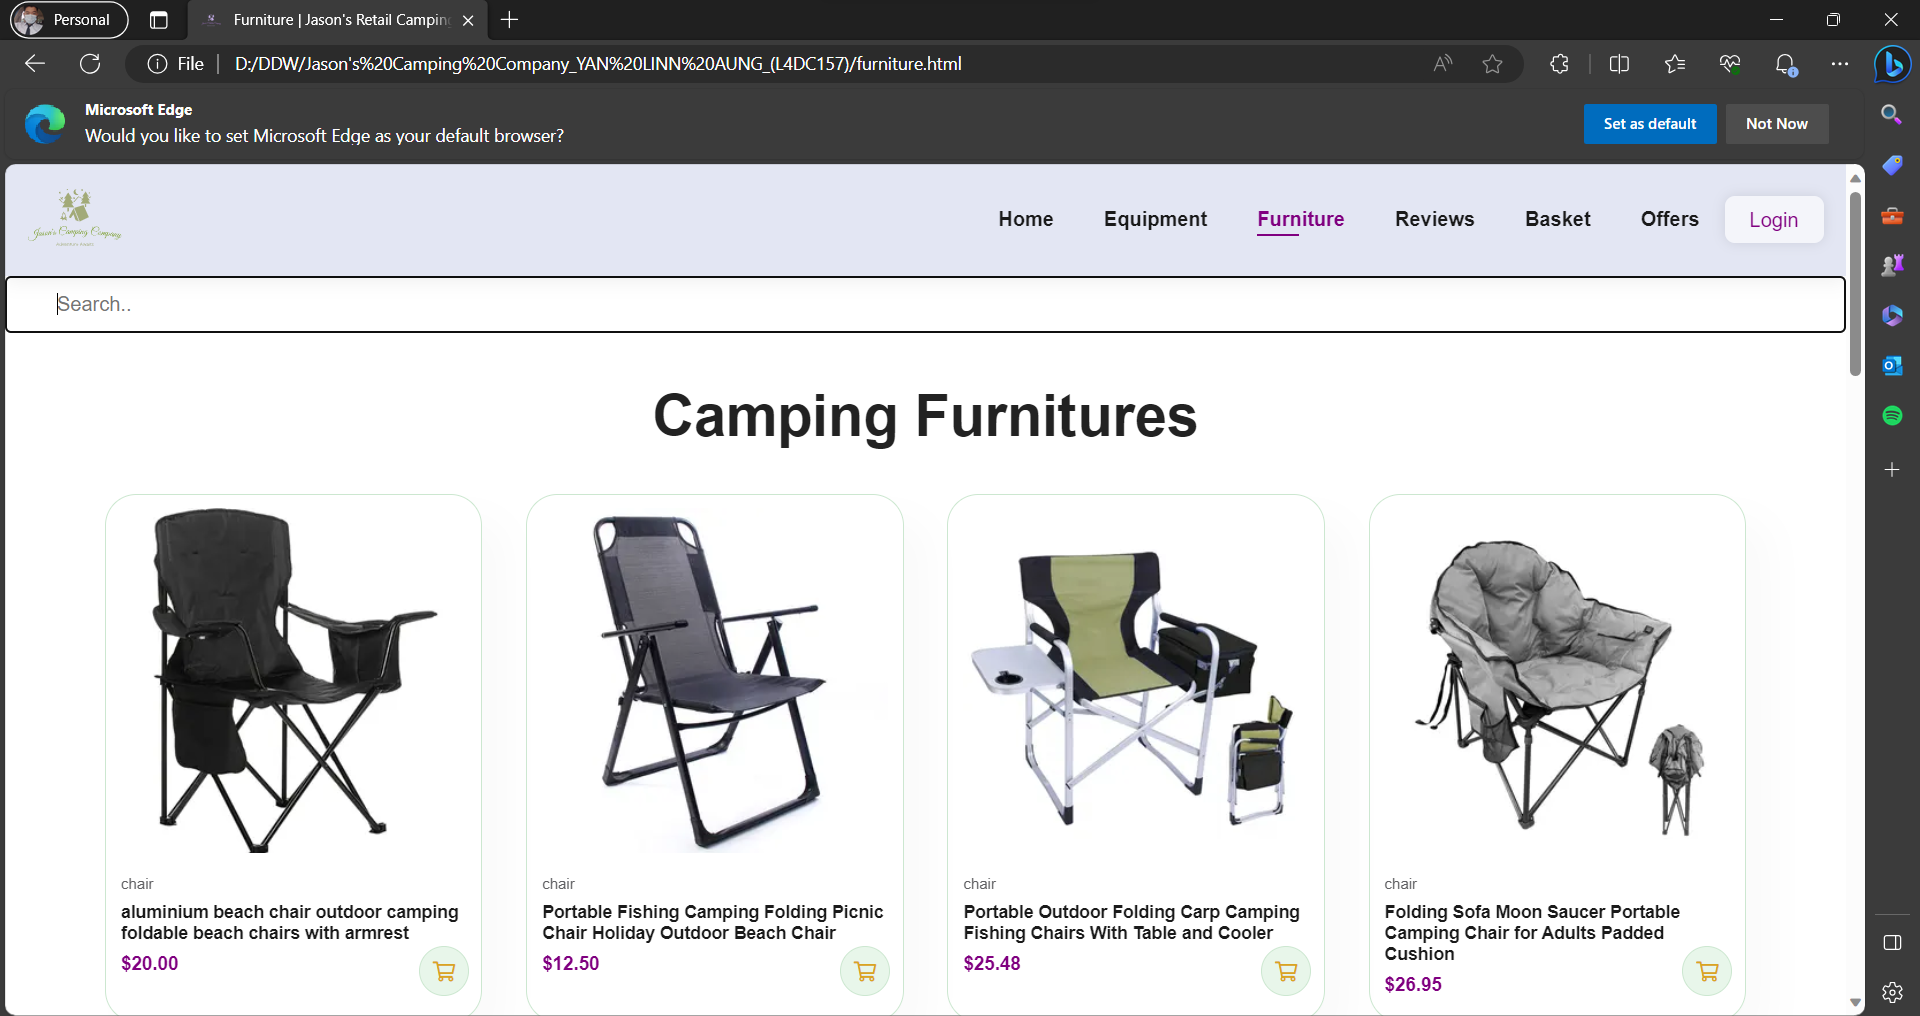 Personal
Furniture | Jason's Retail Camping
File
D:/DDW/Jason's%20Camping%20Company_YAN%20LINN%20AUNG_(L4DC157)/furniture.html
Microsoft Edge
Would you like to set Microsoft Edge as your default browser?
Set as default
Not Now
Jason's Camping Company
Home
Equipment
Furniture
Reviews
Basket
Offers
Login
Search..
Camping Furnitures
chair
aluminium beach chair outdoor camping
foldable beach chairs with armrest
$20.00
chair
Portable Fishing Camping Folding Picnic
Chair Holiday Outdoor Beach Chair
$12.50
chair
Portable Outdoor Folding Carp Camping
Fishing Chairs With Table and Cooler
$25.48
chair
Folding Sofa Moon Saucer Portable
Camping Chair for Adults Padded
Cushion
$26.95